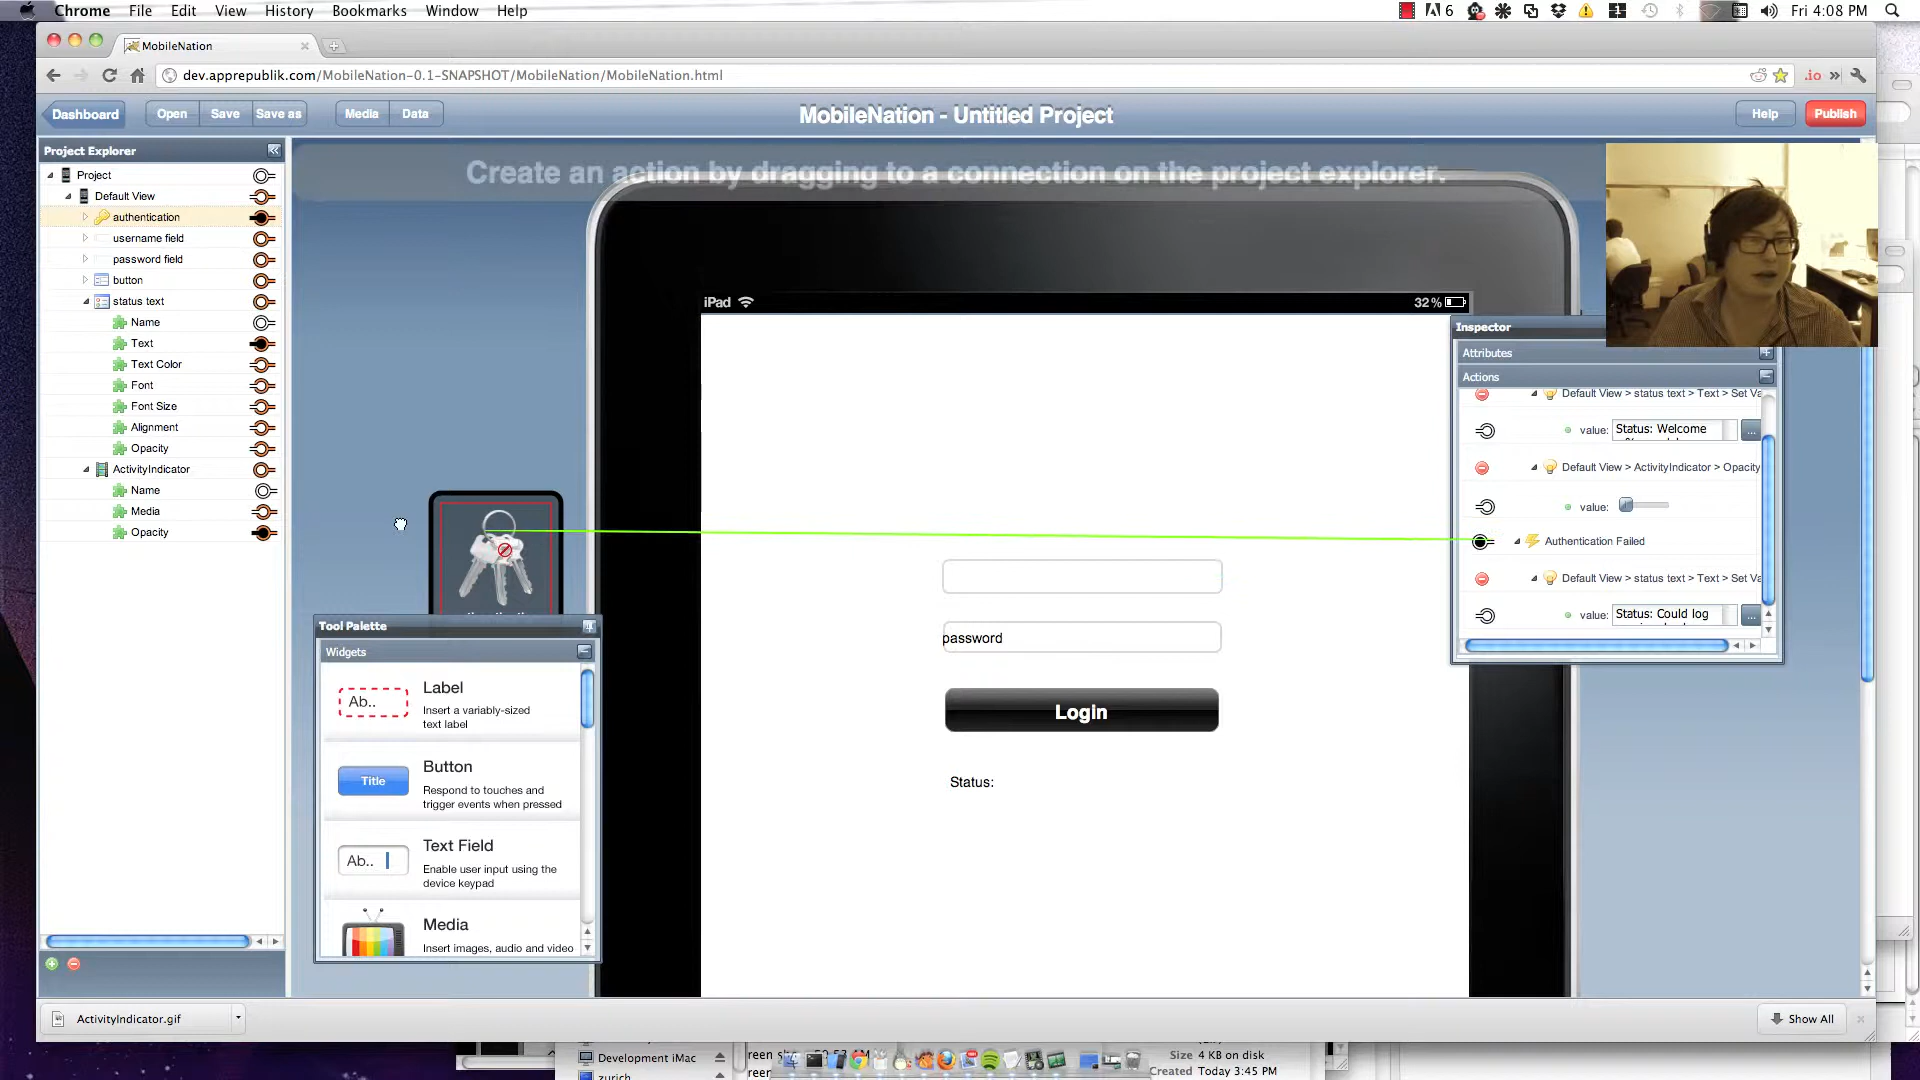 Chrome File Edit View History Bookmarks Window Help
6
Fri 4:08 PM
MobileNation
dev.apprepublik.com/MobileNation-0.1-SNAPSHOT/MobileNation/MobileNation.html
.io
Dashboard Open Save Save as Media Data
MobileNation - Untitled Project
Help Publish
Project Explorer
Create an action by dragging to a connection on the project explorer.
Project
Default View
authentication
username field
password field
button
status text
Name
Text
Text Color
Font
Font Size
Alignment
Opacity
ActivityIndicator
Name
Media
Opacity
iPad
32%
password
Login
Status:
Inspector
Attributes
Actions
Default View > status text > Text > Set Va
value: Status: Welcome
Default View > ActivityIndicator > Opacity
value:
Authentication Failed
Default View > status text > Text > Set Va
value: Status: Could log
Tool Palette
Widgets
Ab..
Label
Insert a variably-sized
text label
Title
Button
Respond to touches and
trigger events when pressed
Ab..
Text Field
Enable user input using the
device keypad
Media
Insert images, audio and video
ActivityIndicator.gif
Show All
Development iMac
zurich
Size 4 KB on disk
Created Today 3:45 PM